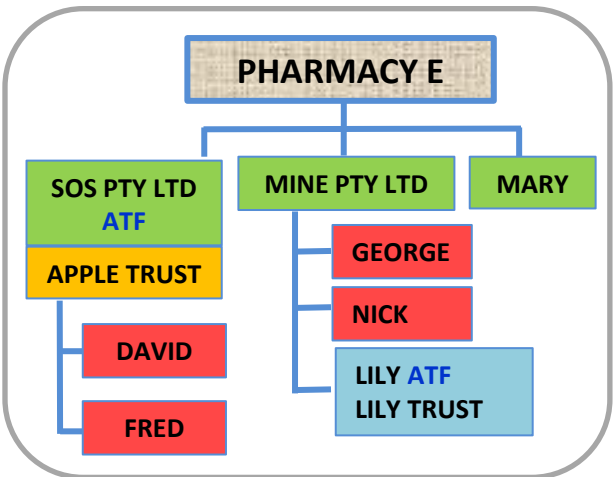 PHARMACY E
SOS PTY LTD
ATF
APPLE TRUST
DAVID
FRED
MINE PTY LTD
GEORGE
NICK
LILY ATF
LILY TRUST
MARY